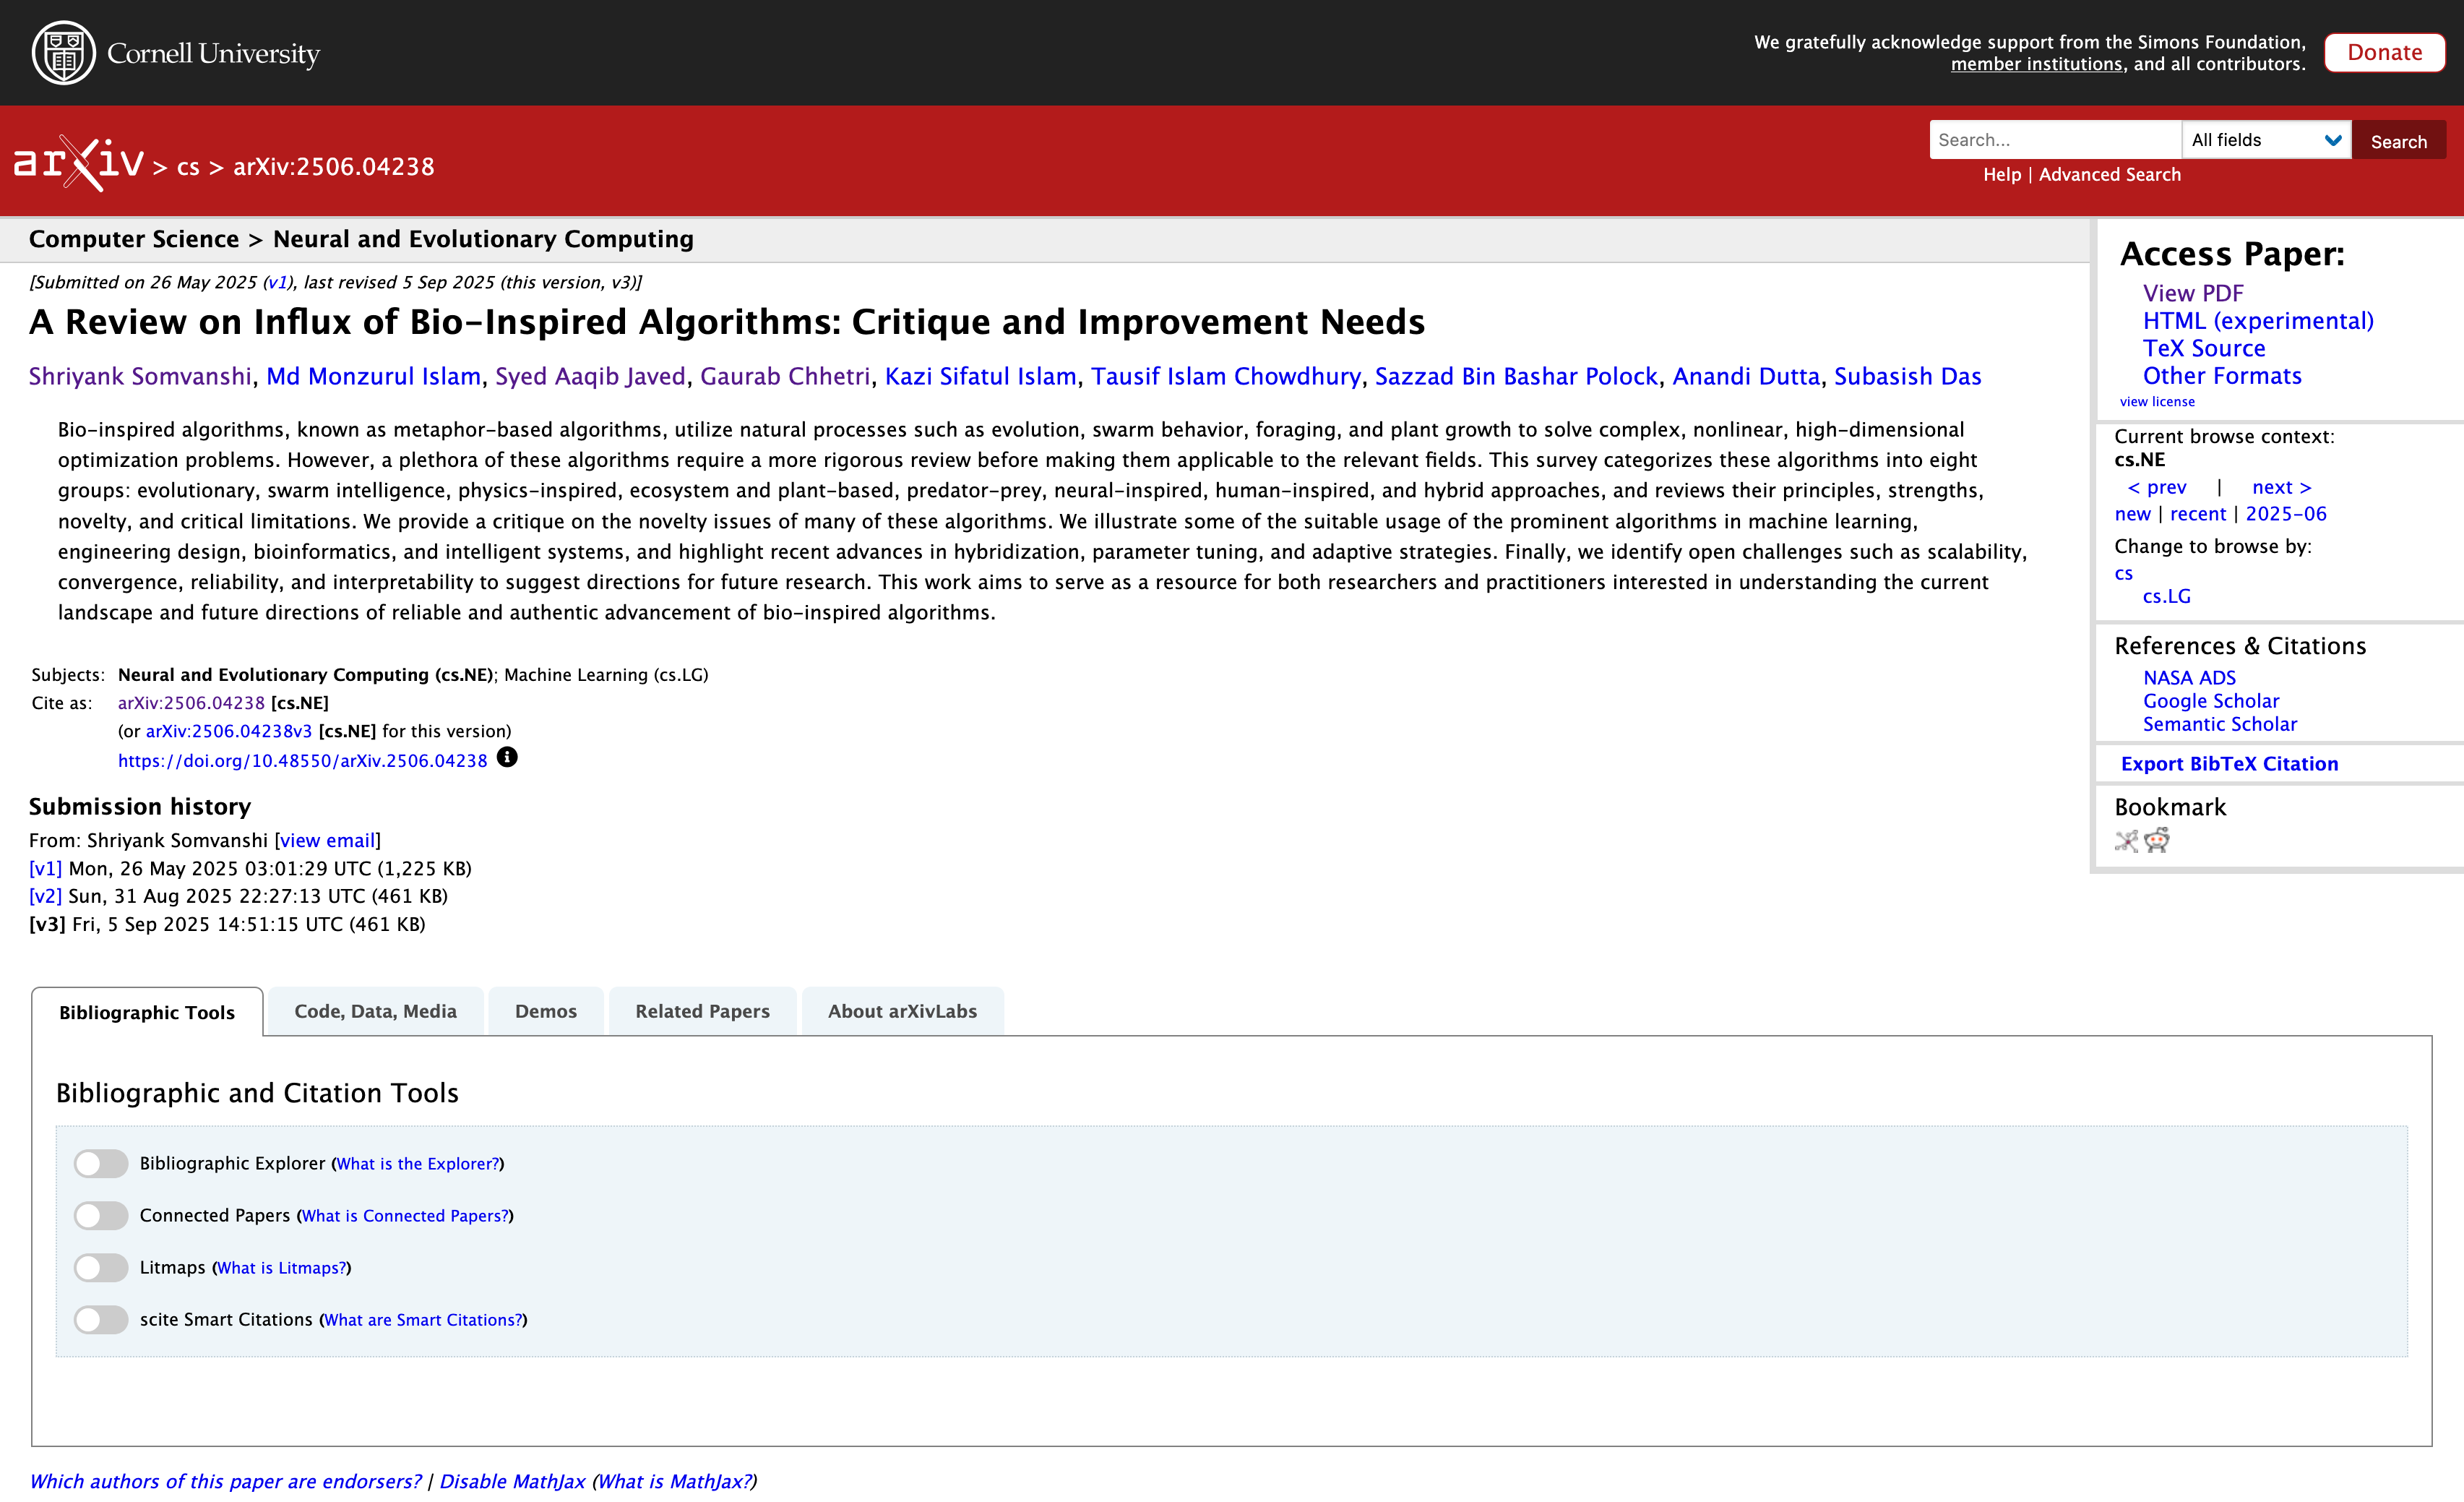 Cornell University
We gratefully acknowledge support from the Simons Foundation,
member institutions, and all contributors.
Donate
arXiv > cs > arXiv:2506.04238
Search...
All fields
Search
Help | Advanced Search
Computer Science > Neural and Evolutionary Computing
[Submitted on 26 May 2025 (v1), last revised 5 Sep 2025 (this version, v3)]
A Review on Influx of Bio-Inspired Algorithms: Critique and Improvement Needs
Shriyank Somvanshi, Md Monzurul Islam, Syed Aaqib Javed, Gaurab Chhetri, Kazi Sifatul Islam, Tausif Islam Chowdhury, Sazzad Bin Bashar Polock, Anandi Dutta, Subasish Das
Bio-inspired algorithms, known as metaphor-based algorithms, utilize natural processes such as evolution, swarm behavior, foraging, and plant growth to solve complex, nonlinear, high-dimensional
optimization problems. However, a plethora of these algorithms require a more rigorous review before making them applicable to the relevant fields. This survey categorizes these algorithms into eight
groups: evolutionary, swarm intelligence, physics-inspired, ecosystem and plant-based, predator-prey, neural-inspired, human-inspired, and hybrid approaches, and reviews their principles, strengths,
novelty, and critical limitations. We provide a critique on the novelty issues of many of these algorithms. We illustrate some of the suitable usage of the prominent algorithms in machine learning,
engineering design, bioinformatics, and intelligent systems, and highlight recent advances in hybridization, parameter tuning, and adaptive strategies. Finally, we identify open challenges such as scalability,
convergence, reliability, and interpretability to suggest directions for future research. This work aims to serve as a resource for both researchers and practitioners interested in understanding the current
landscape and future directions of reliable and authentic advancement of bio-inspired algorithms.
Subjects: Neural and Evolutionary Computing (cs.NE); Machine Learning (cs.LG)
Cite as: arXiv:2506.04238 [cs.NE]
(or arXiv:2506.04238v3 [cs.NE] for this version)
https://doi.org/10.48550/arXiv.2506.04238
Submission history
From: Shriyank Somvanshi [view email]
[v1] Mon, 26 May 2025 03:01:29 UTC (1,225 KB)
[v2] Sun, 31 Aug 2025 22:27:13 UTC (461 KB)
[v3] Fri, 5 Sep 2025 14:51:15 UTC (461 KB)
Access Paper:
View PDF
HTML (experimental)
TeX Source
Other Formats
view license
Current browse context:
cs.NE
< prev | next >
new | recent | 2025-06
Change to browse by:
cs
cs.LG
References & Citations
NASA ADS
Google Scholar
Semantic Scholar
Export BibTeX Citation
Bookmark
Bibliographic Tools
Code, Data, Media
Demos
Related Papers
About arXivLabs
Bibliographic and Citation Tools
Bibliographic Explorer (What is the Explorer?)
Connected Papers (What is Connected Papers?)
Litmaps (What is Litmaps?)
scite Smart Citations (What are Smart Citations?)
Which authors of this paper are endorsers? | Disable MathJax (What is MathJax?)